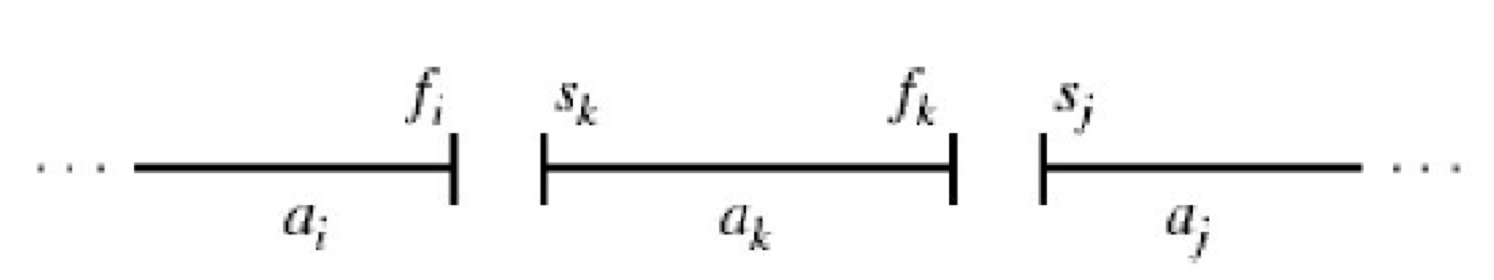 f_i s_k f_k s_j
. . . . . .
a_i a_k a_j